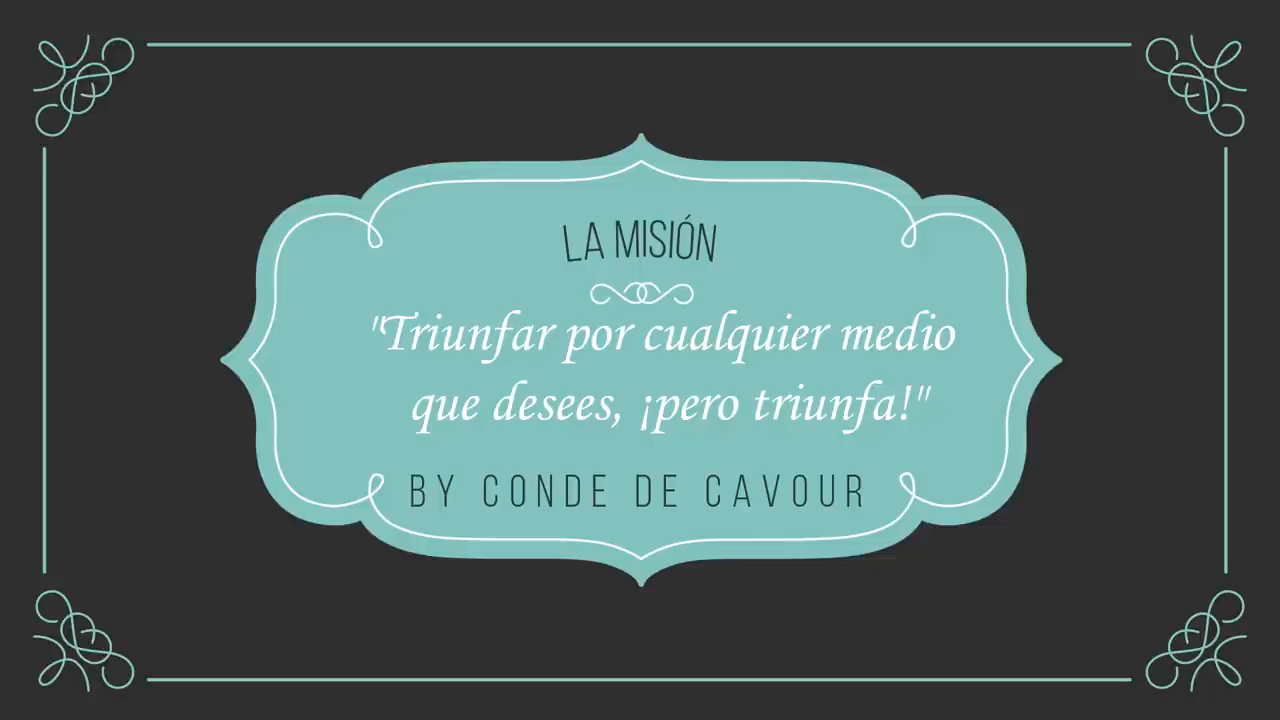 LA MISIÓN
"Triunfar por cualquier medio
que desees, ¡pero triunfa!"
BY CONDE DE CAVOUR